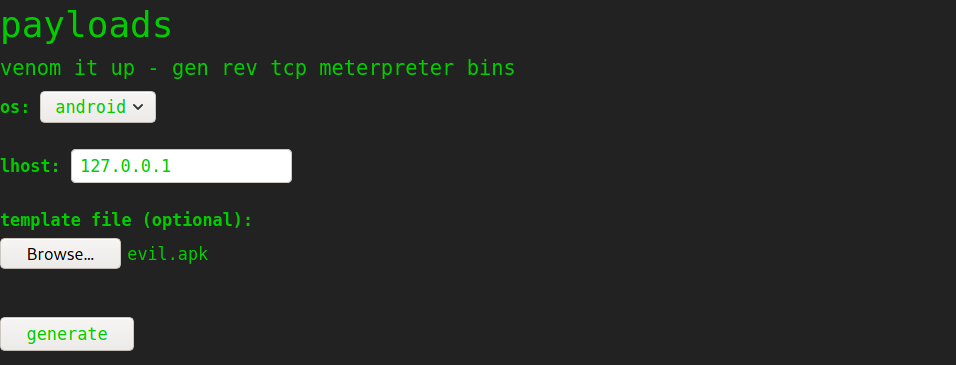 payloads
venom it up - gen rev tcp meterpreter bins
os: android
lhost: 127.0.0.1
template file (optional):
Browse... evil.apk
generate